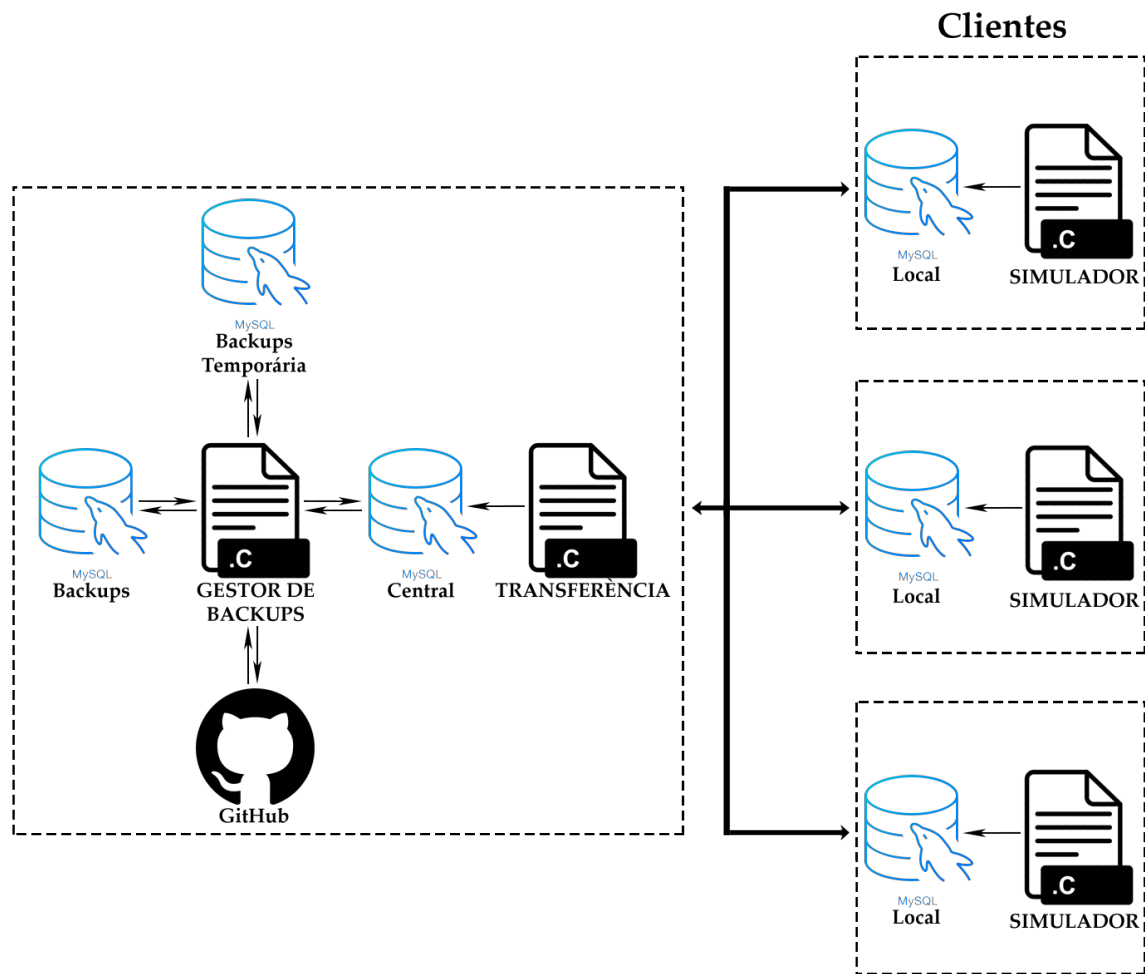 Clientes
MySQL
Local
.C
SIMULADOR
MySQL
Backups
Temporária
MySQL
Backups
.C
GESTOR DE
BACKUPS
MySQL
Central
.C
TRANSFERÈNCIA
GitHub
MySQL
Local
.C
SIMULADOR
MySQL
Local
.C
SIMULADOR